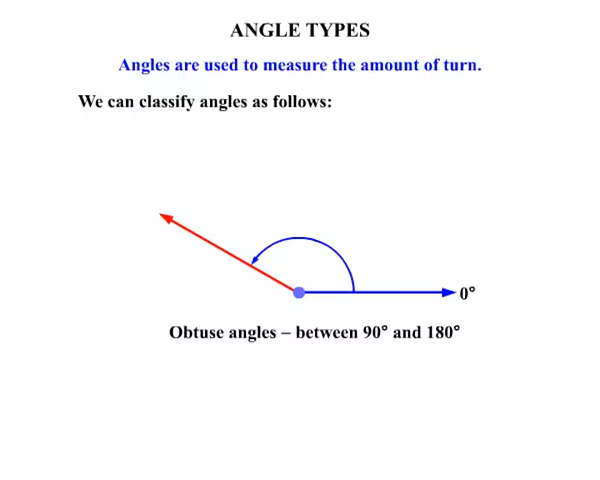 ANGLE TYPES
Angles are used to measure the amount of turn.
We can classify angles as follows:
0°
Obtuse angles – between 90° and 180°